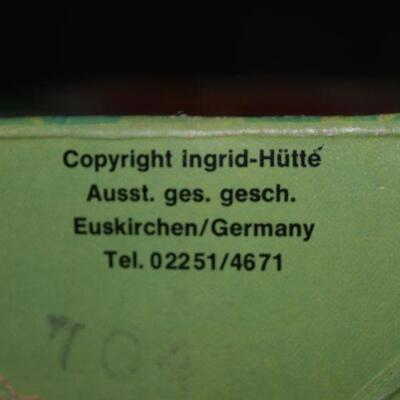 Copyright Ingrid-Hütte
Ausst. ges. gesch.
Euskirchen/Germany
Tel. 02251/4671